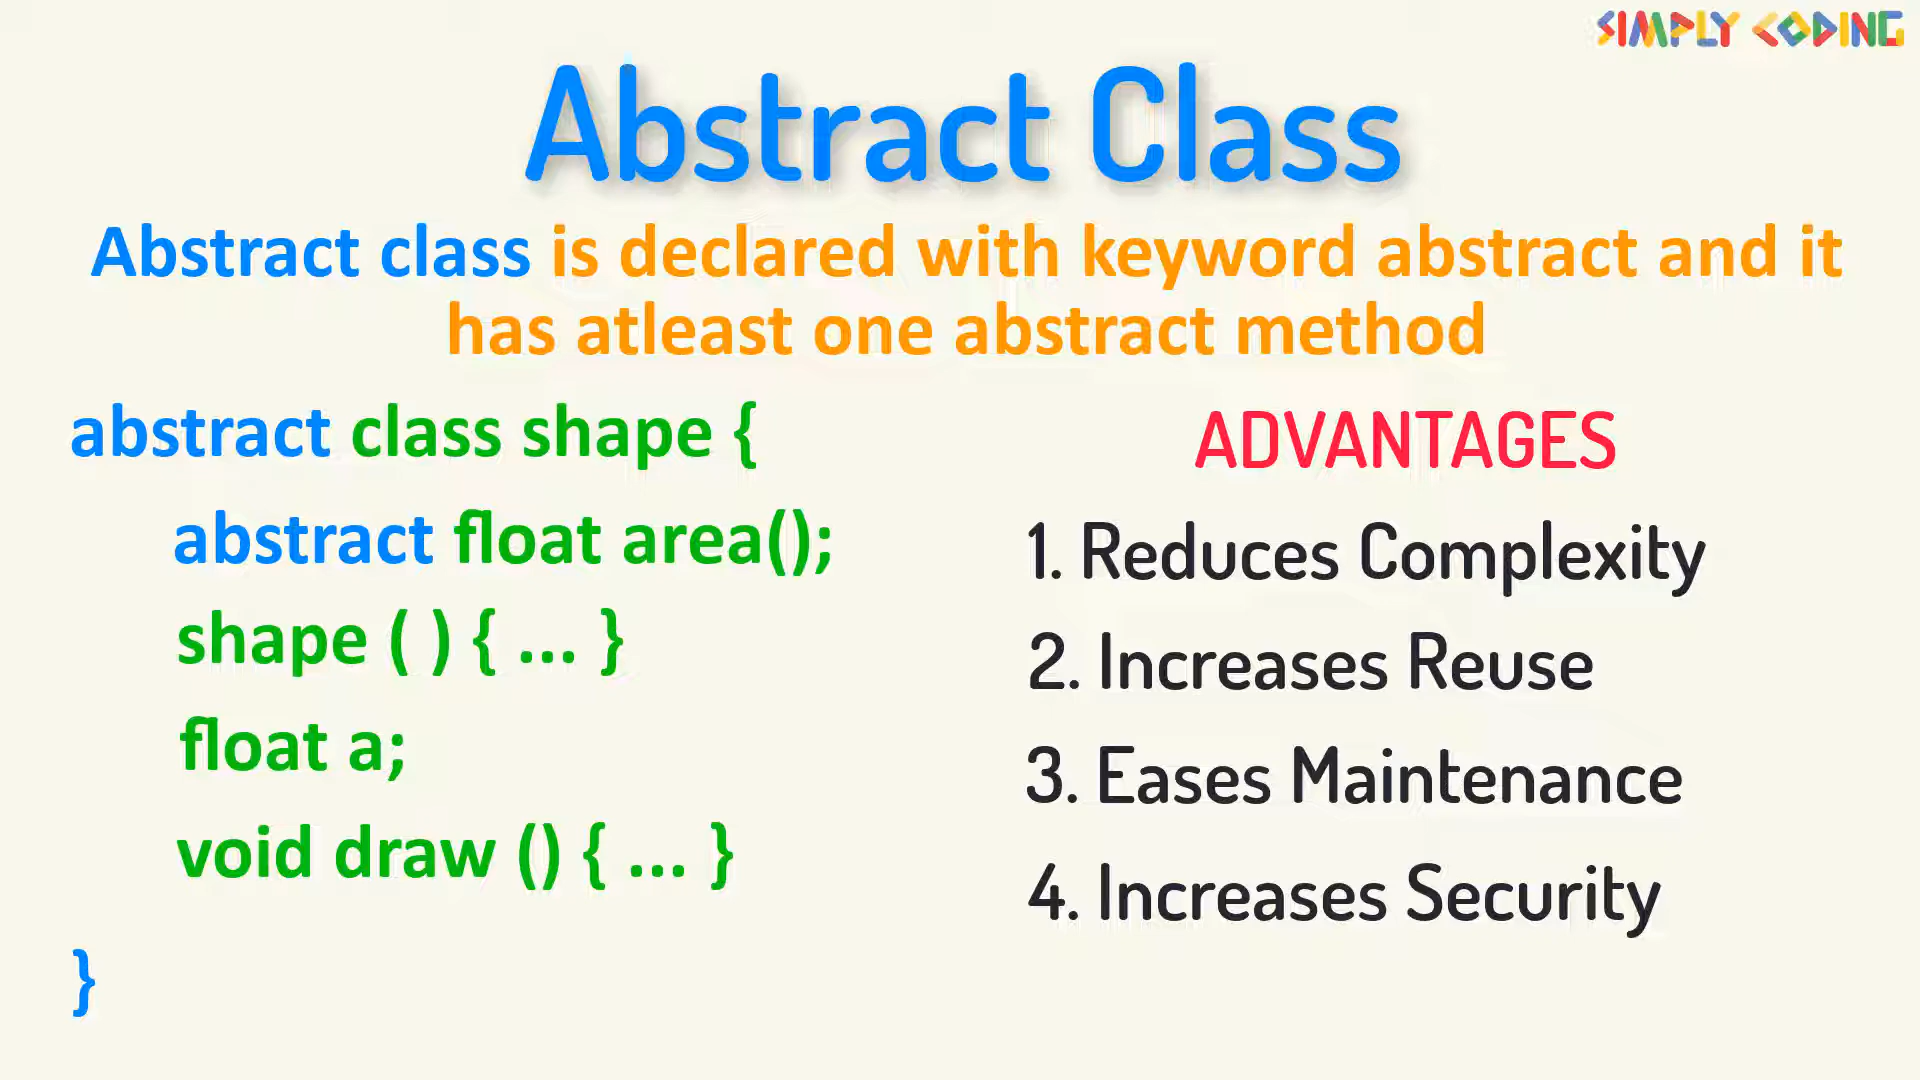 SIMPLY CODING
Abstract Class
Abstract class is declared with keyword abstract and it
has atleast one abstract method
abstract class shape {
abstract float area();
shape ( ) { ... }
float a;
void draw () { ... }
}
ADVANTAGES
1. Reduces Complexity
2. Increases Reuse
3. Eases Maintenance
4. Increases Security